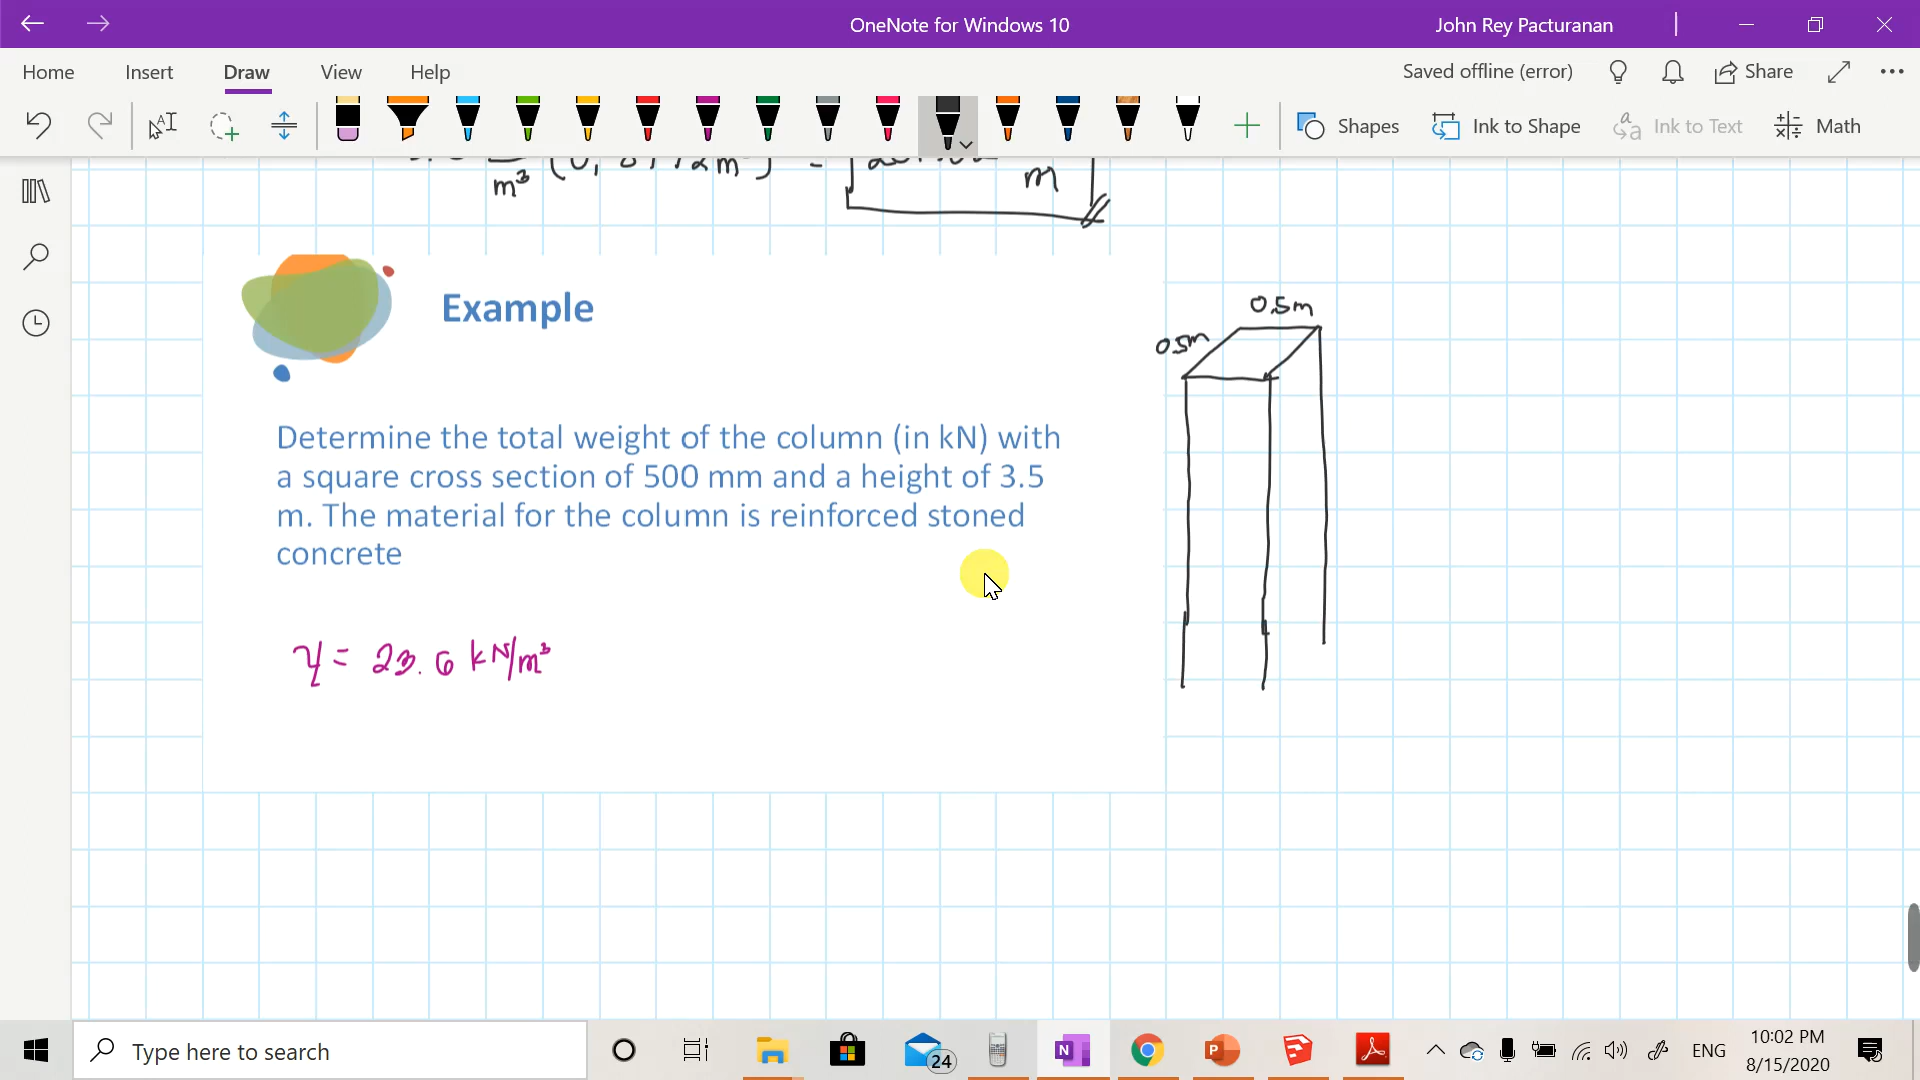 OneNote for Windows 10
John Rey Pacturanan
Home Insert Draw View Help
Saved offline (error) Share
Shapes Ink to Shape Ink to Text Math
m³
m
Example
0.5m
0.5m
Determine the total weight of the column (in kN) with
a square cross section of 500 mm and a height of 3.5
m. The material for the column is reinforced stoned
concrete
γ = 23.6 kN/m³
Type here to search
24
ENG
10:02 PM
8/15/2020